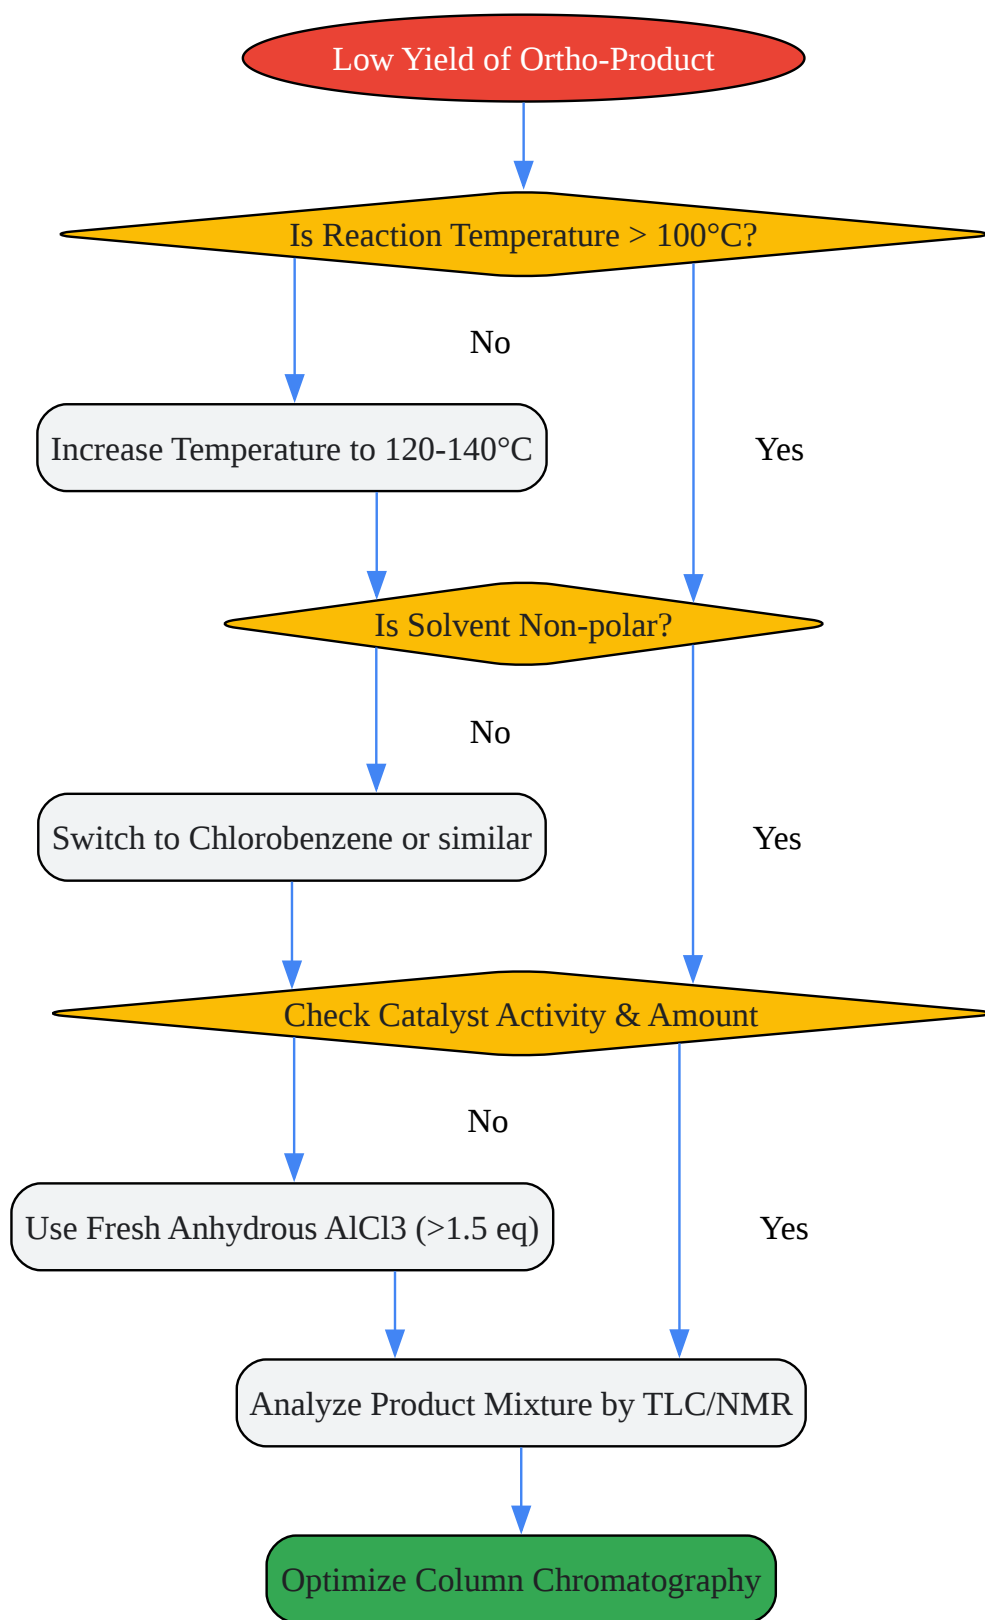 Low Yield of Ortho-Product
Is Reaction Temperature > 100°C?
No
Increase Temperature to 120-140°C
Yes
Is Solvent Non-polar?
No
Switch to Chlorobenzene or similar
Yes
Check Catalyst Activity & Amount
No
Use Fresh Anhydrous AlCl3 (>1.5 eq)
Yes
Analyze Product Mixture by TLC/NMR
Optimize Column Chromatography